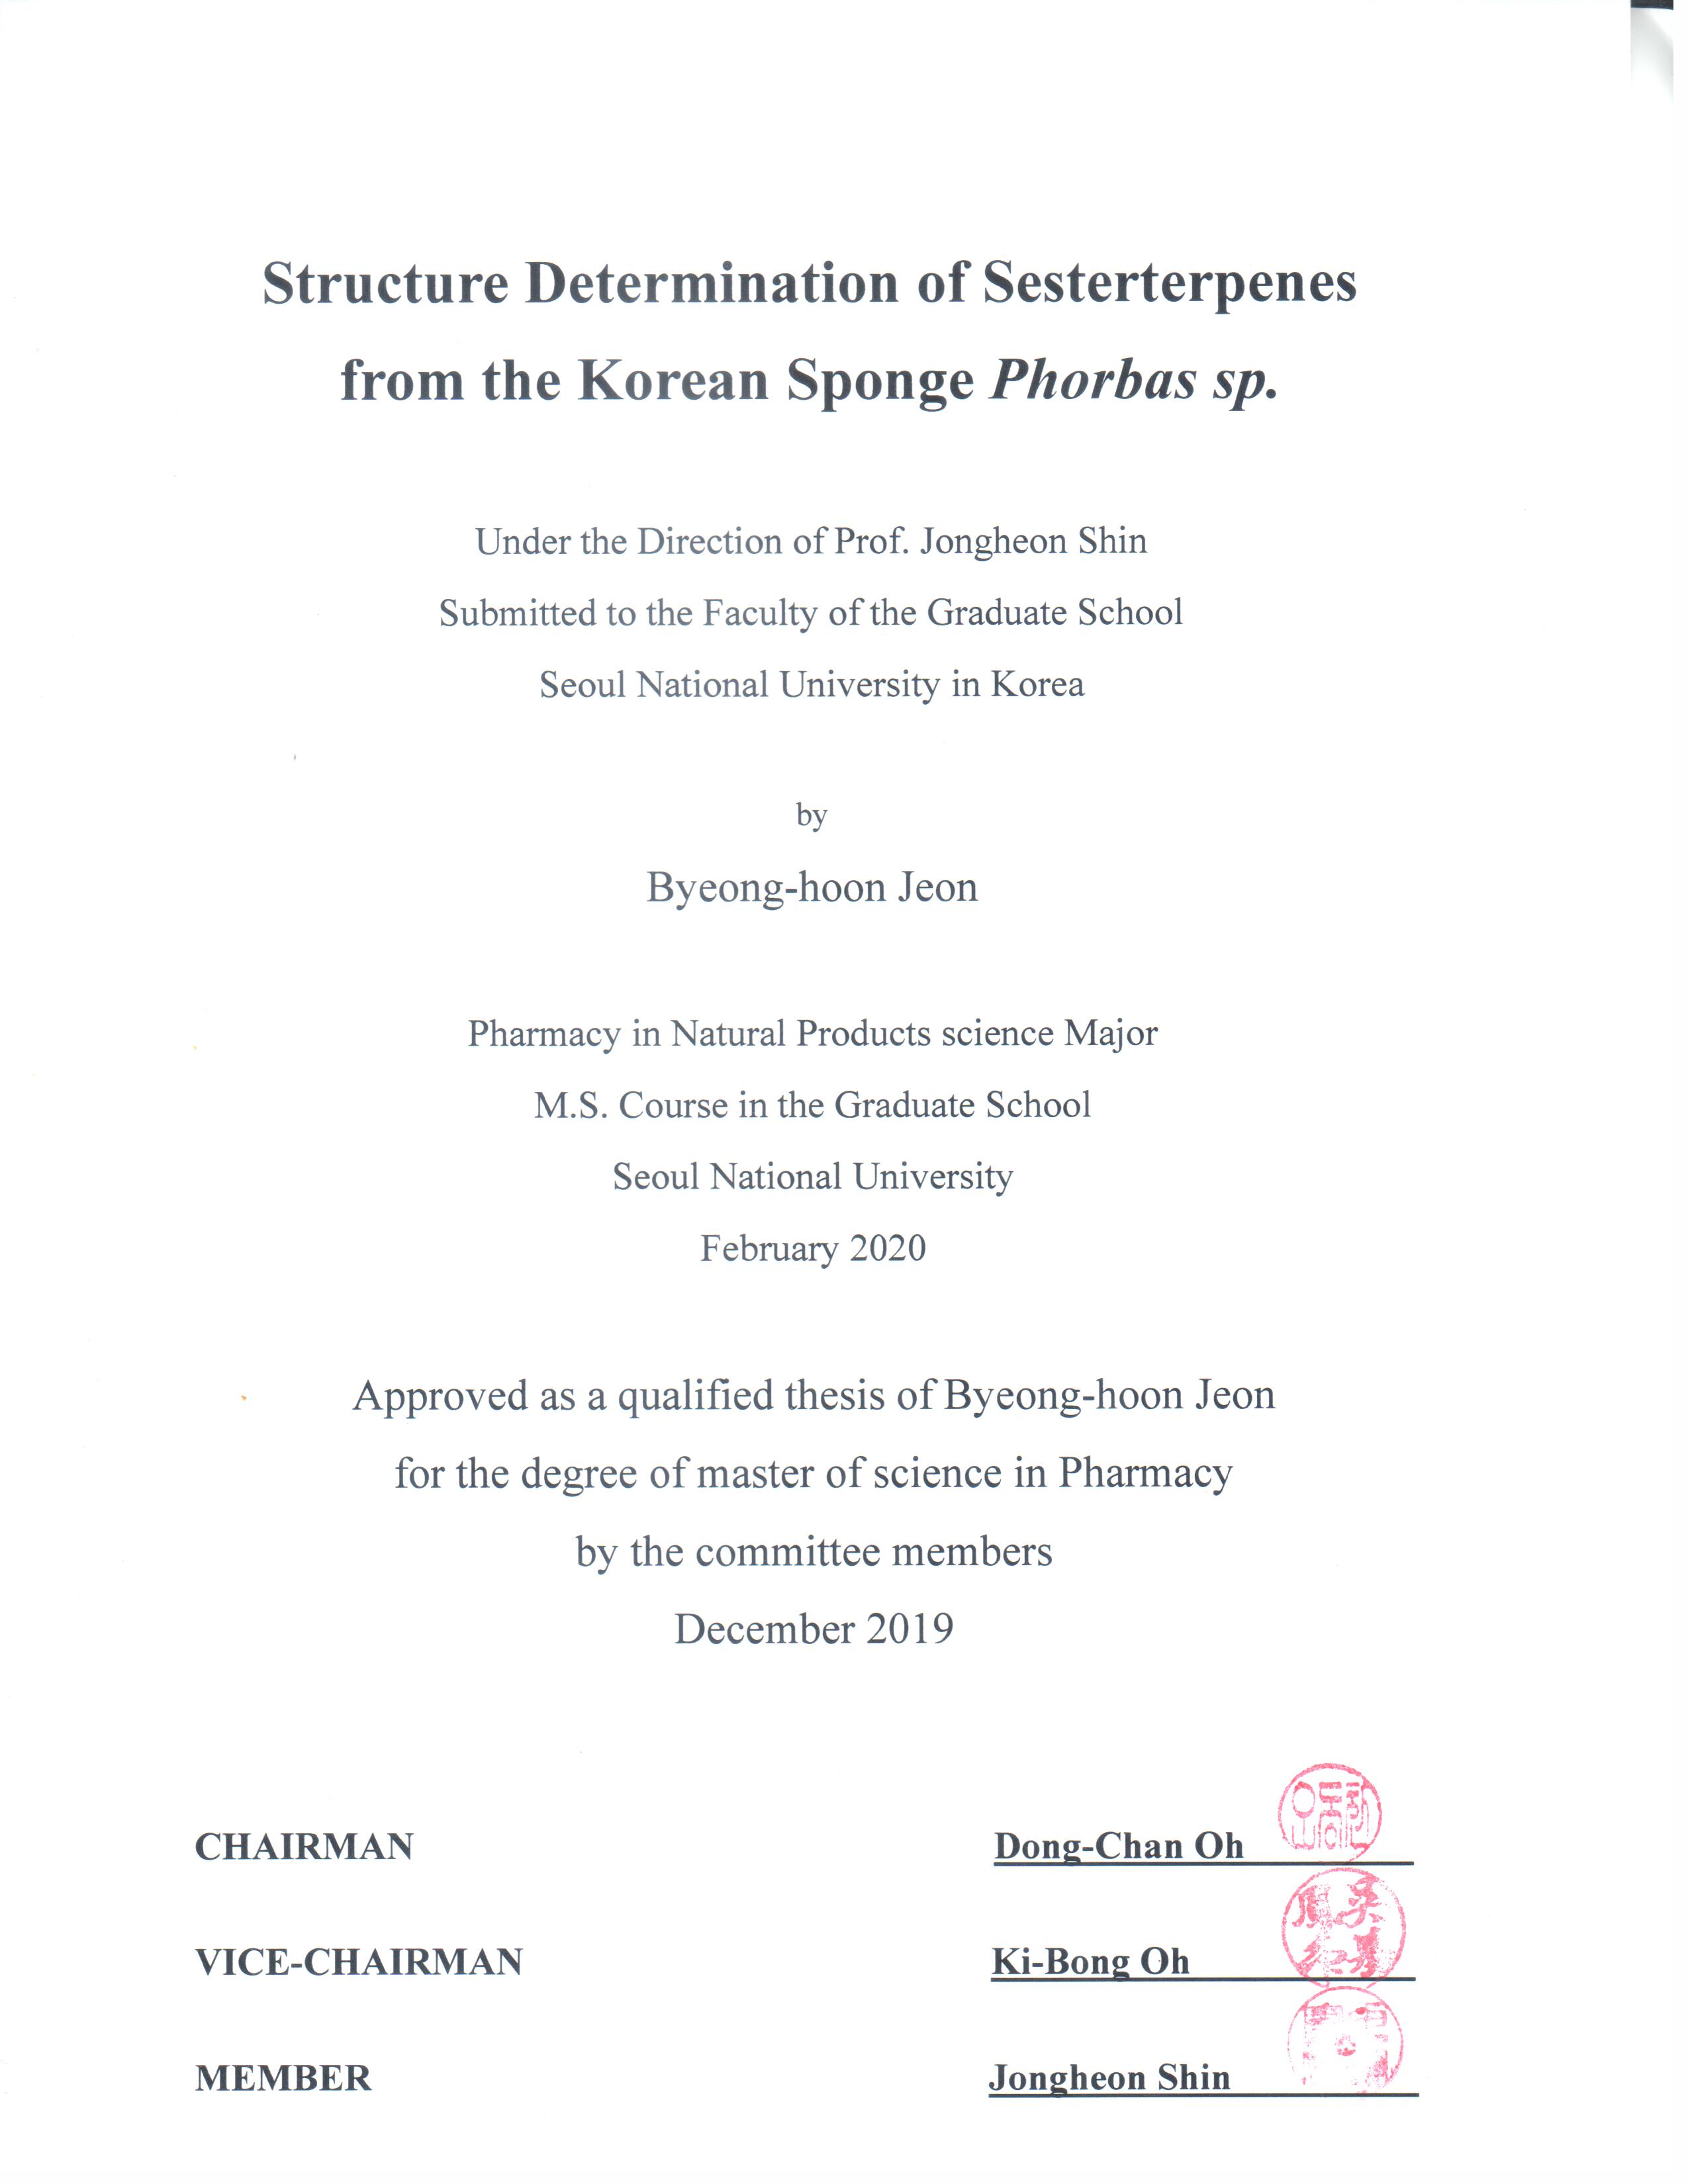 Structure Determination of Sesterterpenes
from the Korean Sponge Phorbas sp.
Under the Direction of Prof. Jongheon Shin
Submitted to the Faculty of the Graduate School
Seoul National University in Korea
by
Byeong-hoon Jeon
Pharmacy in Natural Products science Major
M.S. Course in the Graduate School
Seoul National University
February 2020
Approved as a qualified thesis of Byeong-hoon Jeon
for the degree of master of science in Pharmacy
by the committee members
December 2019
CHAIRMAN Dong-Chan Oh
VICE-CHAIRMAN Ki-Bong Oh
MEMBER Jongheon Shin